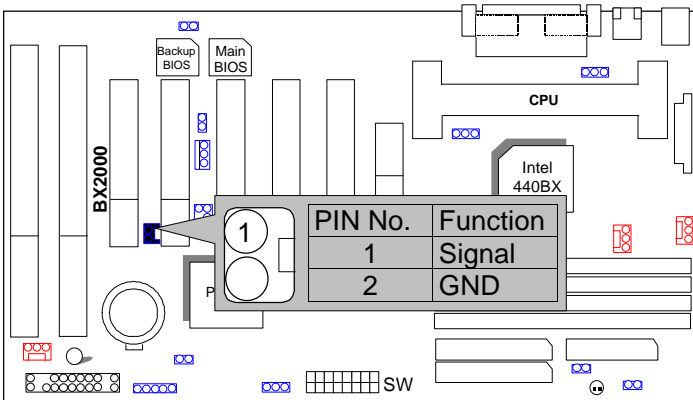 Backup
BIOS
Main
BIOS
CPU
BX2000
Intel
440BX
1
PIN No. Function
1 Signal
2 GND
P
SW